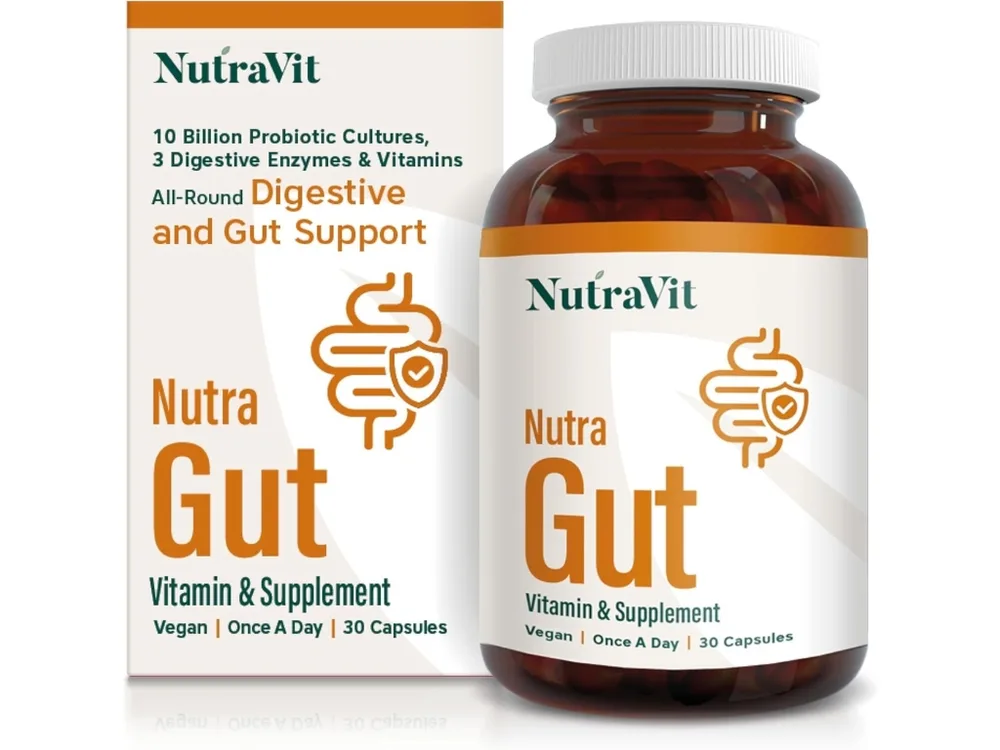 NutraVit
10 Billion Probiotic Cultures,
3 Digestive Enzymes & Vitamins
All-Round Digestive
and Gut Support
Nutra
Gut
Vitamin & Supplement
Vegan | Once A Day | 30 Capsules
NutraVit
Nutra
Gut
Vitamin & Supplement
Vegan | Once A Day | 30 Capsules